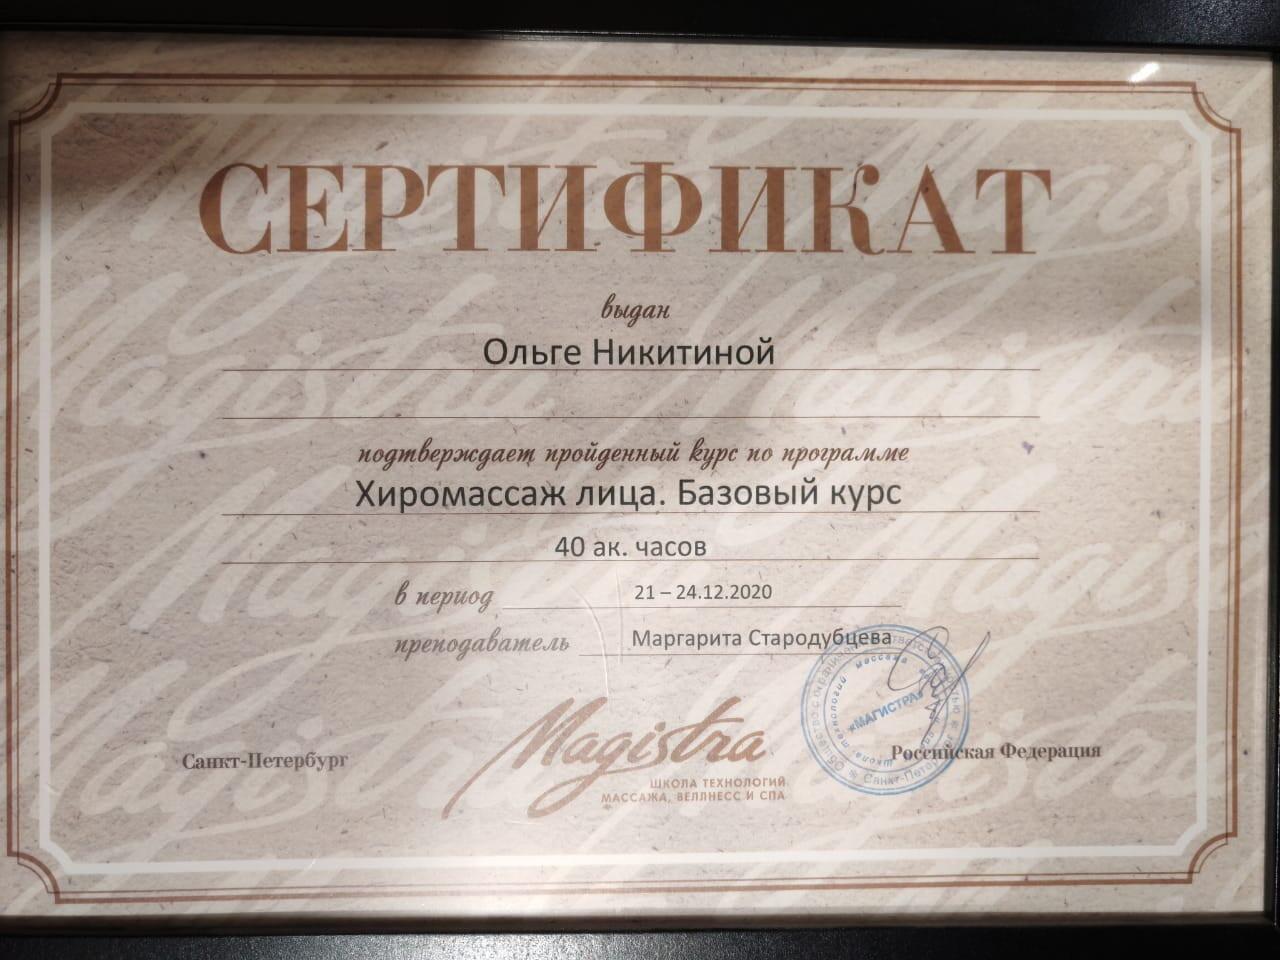 СЕРТИФИКАТ
выдан
Ольге Никитиной
подтверждает пройденный курс по программе
Хиромассаж лица. Базовый курс
40 ак. часов
в период 21 – 24.12.2020
преподаватель Маргарита Стародубцева
Санкт-Петербург
Magistra
ШКОЛА ТЕХНОЛОГИЙ
МАССАЖА, ВЕЛЛНЕСС И СПА
«МАГИСТРА»
Российская Федерация